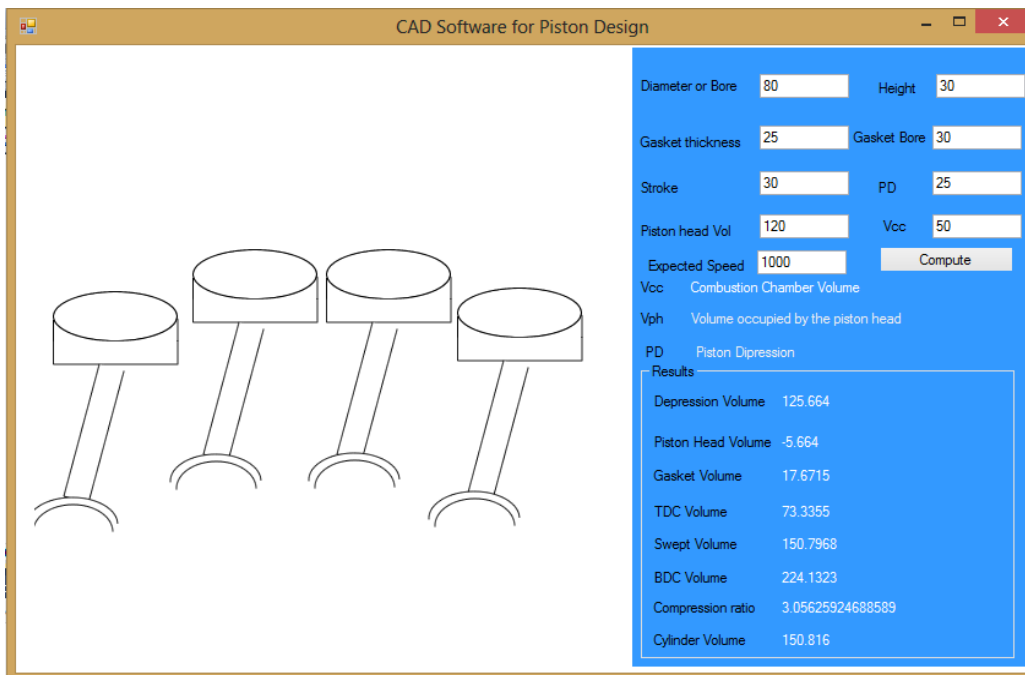 CAD Software for Piston Design
Diameter or Bore 80 Height 30
Gasket thickness 25 Gasket Bore 30
Stroke 30 PD 25
Piston head Vol 120 Vcc 50
Expected Speed 1000 Compute
Vcc Combustion Chamber Volume
Vph Volume occupied by the piston head
PD Piston Dipression
Results
Depression Volume 125.664
Piston Head Volume -5.664
Gasket Volume 17.6715
TDC Volume 73.3355
Swept Volume 150.7968
BDC Volume 224.1323
Compression ratio 3.05625924688589
Cylinder Volume 150.816